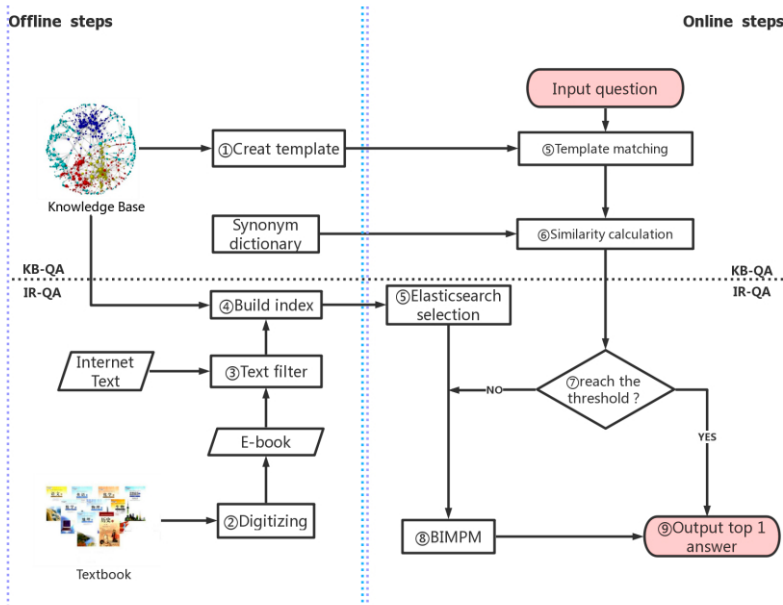 Offline steps
Online steps
Input question
①Creat template
⑤Template matching
Knowledge Base
Synonym
dictionary
⑥Similarity calculation
KB-QA
KB-QA
IR-QA
IR-QA
④Build index
⑤Elasticsearch
selection
Internet
Text
③Text filter
⑦reach the
threshold ?
NO
E-book
YES
②Digitizing
⑧BIMPM
⑨Output top 1
answer
Textbook